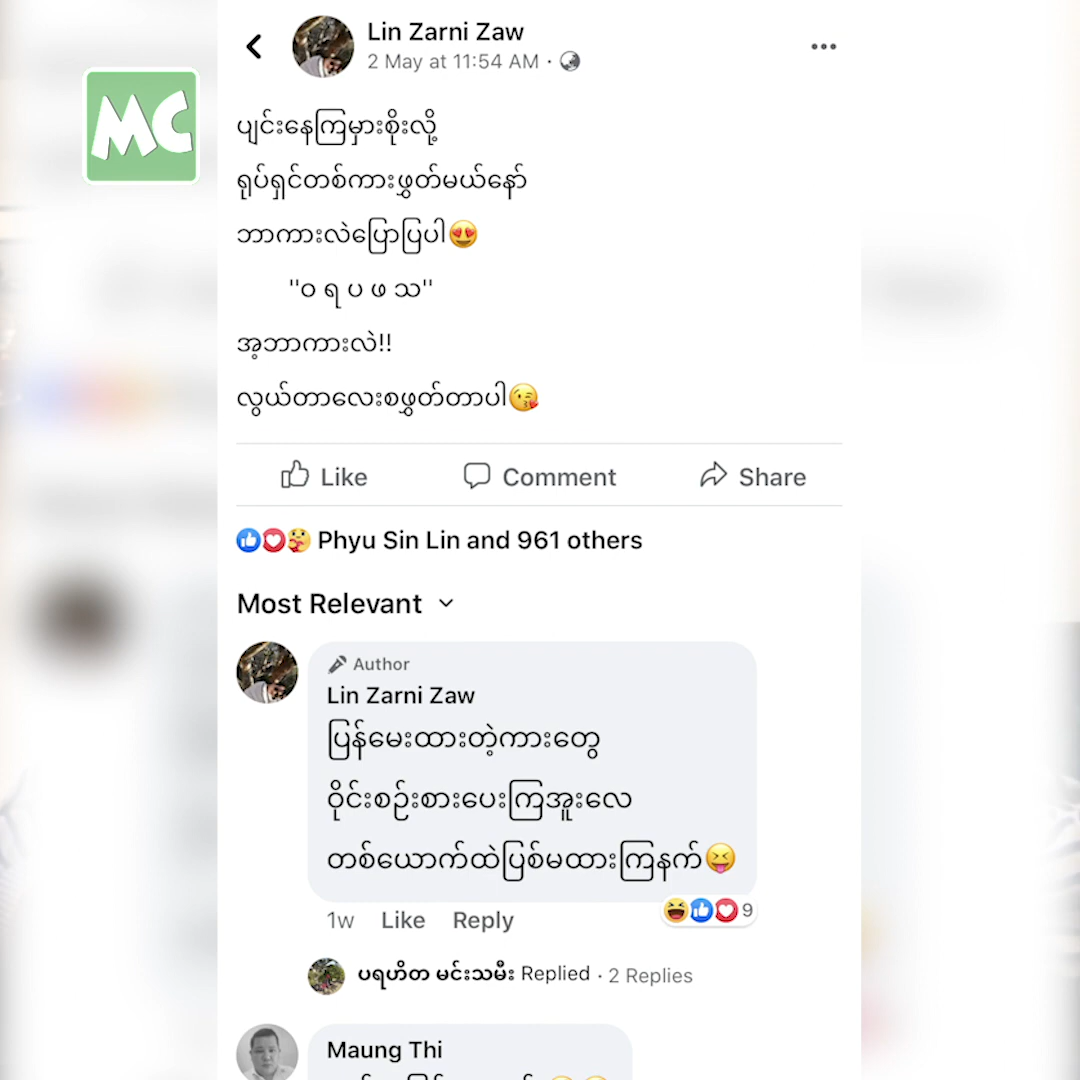 Lin Zarni Zaw
2 May at 11:54 AM ·
MC
ပျင်းနေကြမှားစိုးလို့
ရုပ်ရှင်တစ်ကားဖွတ်မယ်နော်
ဘာကားလဲပြောပြပါ😍
"ဝ ရ ပ ဖ သ"
အ့ဘာကားလဲ!!
လွယ်တာလေးစဖွတ်တာပါ😘
Like Comment Share
Phyu Sin Lin and 961 others
Most Relevant
Author
Lin Zarni Zaw
ပြန်မေးထားတဲ့ကားတွေ
ဝိုင်းစဉ်းစားပေးကြအူးလေ
တစ်ယောက်ထဲပြစ်မထားကြနက်😝
9
1w Like Reply
ပရဟိတ မင်းသမီး Replied · 2 Replies
Maung Thi